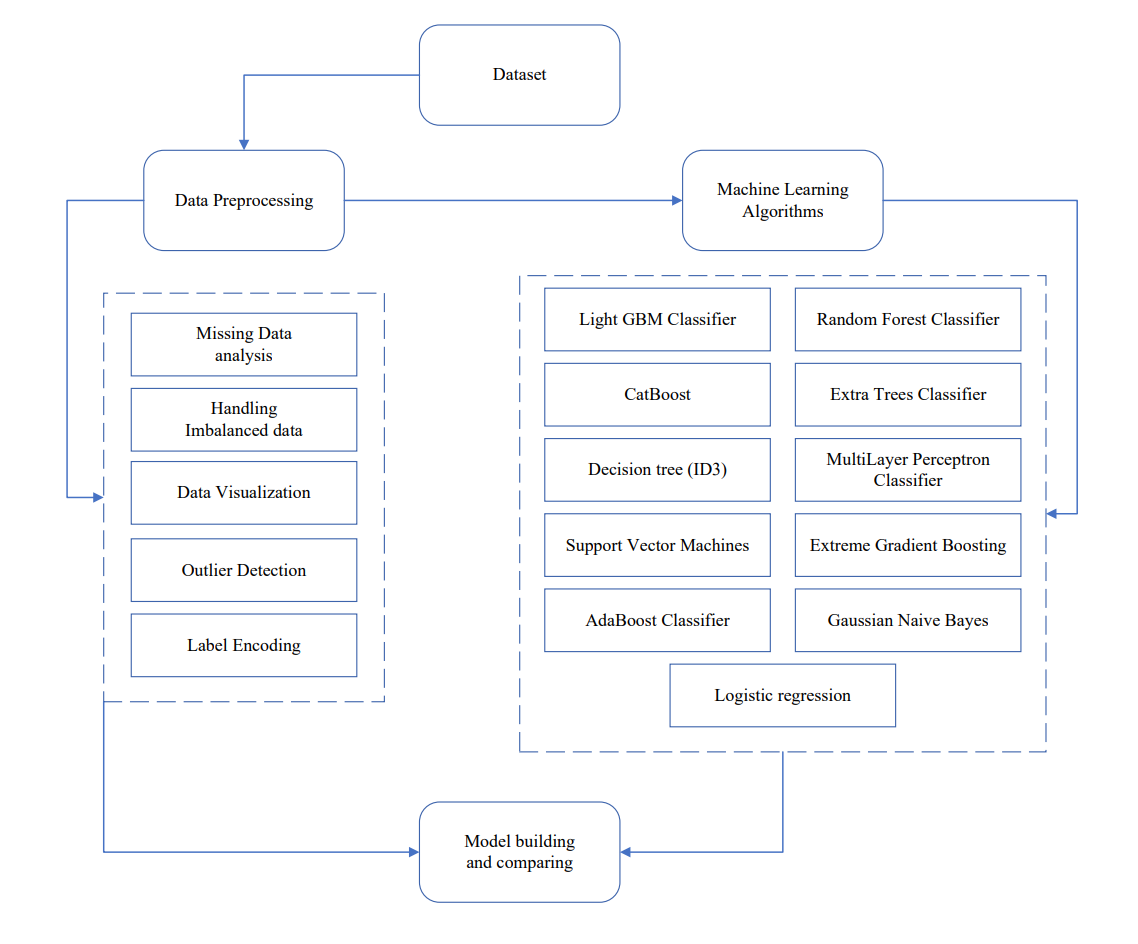 Dataset
Data Preprocessing
Machine Learning
Algorithms
Missing Data
analysis
Handling
Imbalanced data
Data Visualization
Outlier Detection
Label Encoding
Light GBM Classifier
Random Forest Classifier
CatBoost
Extra Trees Classifier
Decision tree (ID3)
MultiLayer Perceptron
Classifier
Support Vector Machines
Extreme Gradient Boosting
AdaBoost Classifier
Gaussian Naive Bayes
Logistic regression
Model building
and comparing